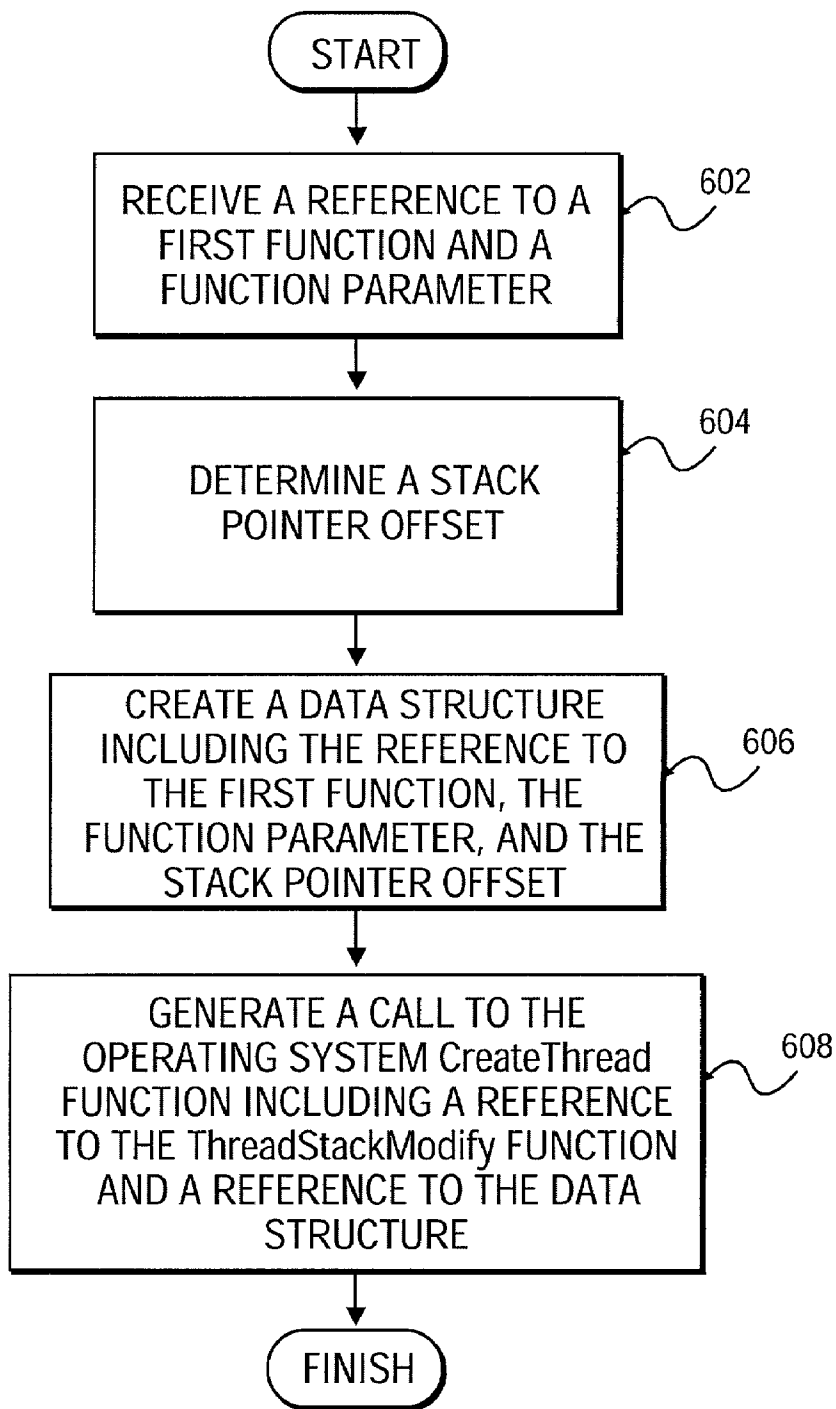 START
RECEIVE A REFERENCE TO A
FIRST FUNCTION AND A
FUNCTION PARAMETER
602
DETERMINE A STACK
POINTER OFFSET
604
CREATE A DATA STRUCTURE
INCLUDING THE REFERENCE TO
THE FIRST FUNCTION, THE
FUNCTION PARAMETER, AND THE
STACK POINTER OFFSET
606
GENERATE A CALL TO THE
OPERATING SYSTEM CreateThread
FUNCTION INCLUDING A REFERENCE
TO THE ThreadStackModify FUNCTION
AND A REFERENCE TO THE DATA
STRUCTURE
608
FINISH